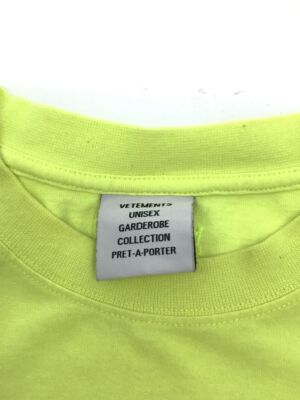 VETEMENTS
UNISEX
GARDEROBE
COLLECTION
PRET-A-PORTER